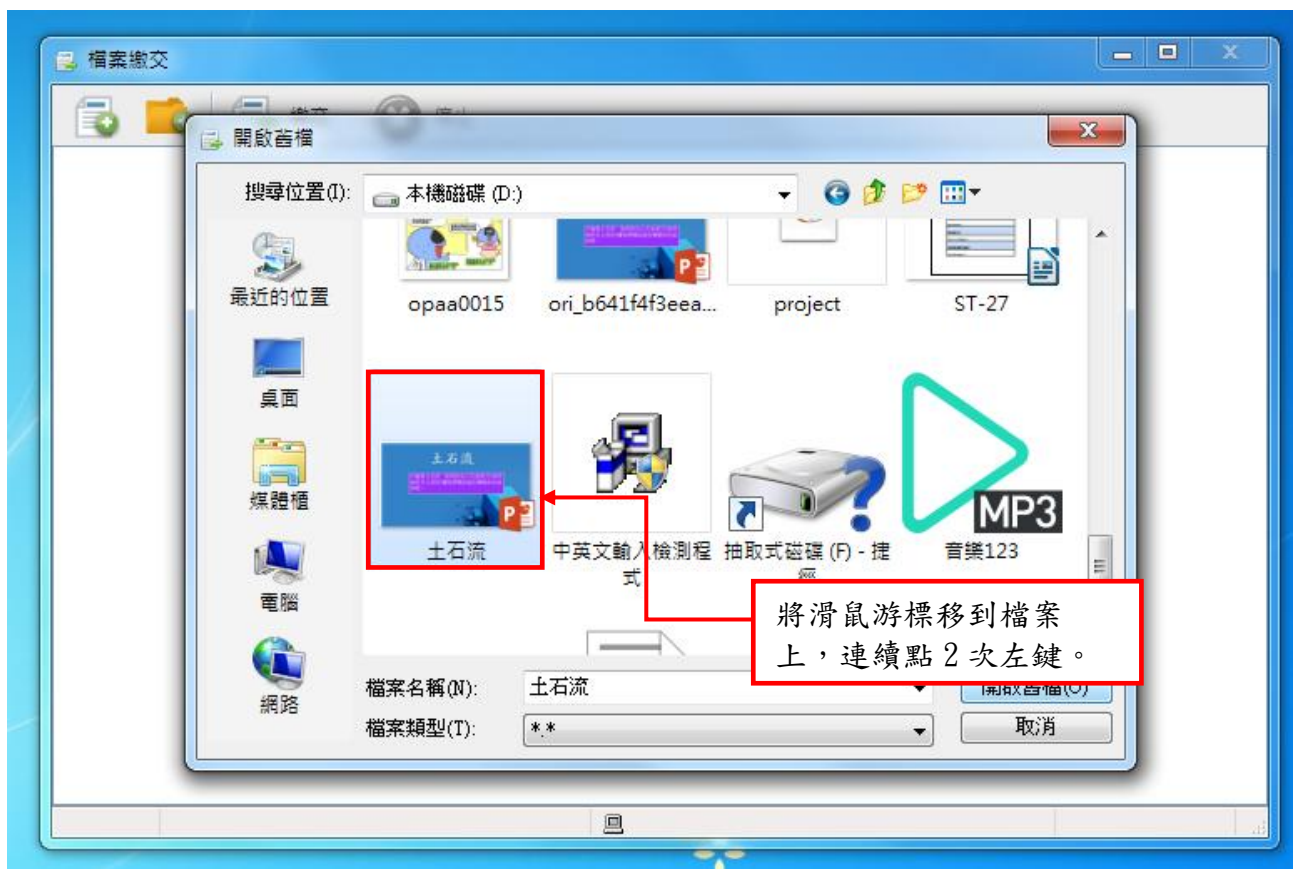 檔案繳交
繳交
停止
開啟舊檔
搜尋位置(I):
本機磁碟 (D:)
最近的位置
桌面
媒體櫃
電腦
網路
opaa0015
ori_b641f4f3eea...
project
ST-27
土石流
土石流
中英文輸入檢測程
式
抽取式磁碟 (F) - 捷
徑
MP3
音樂123
將滑鼠游標移到檔案
上，連續點2次左鍵。
檔案名稱(N):
土石流
開啟舊檔(O)
檔案類型(T):
*.*
取消